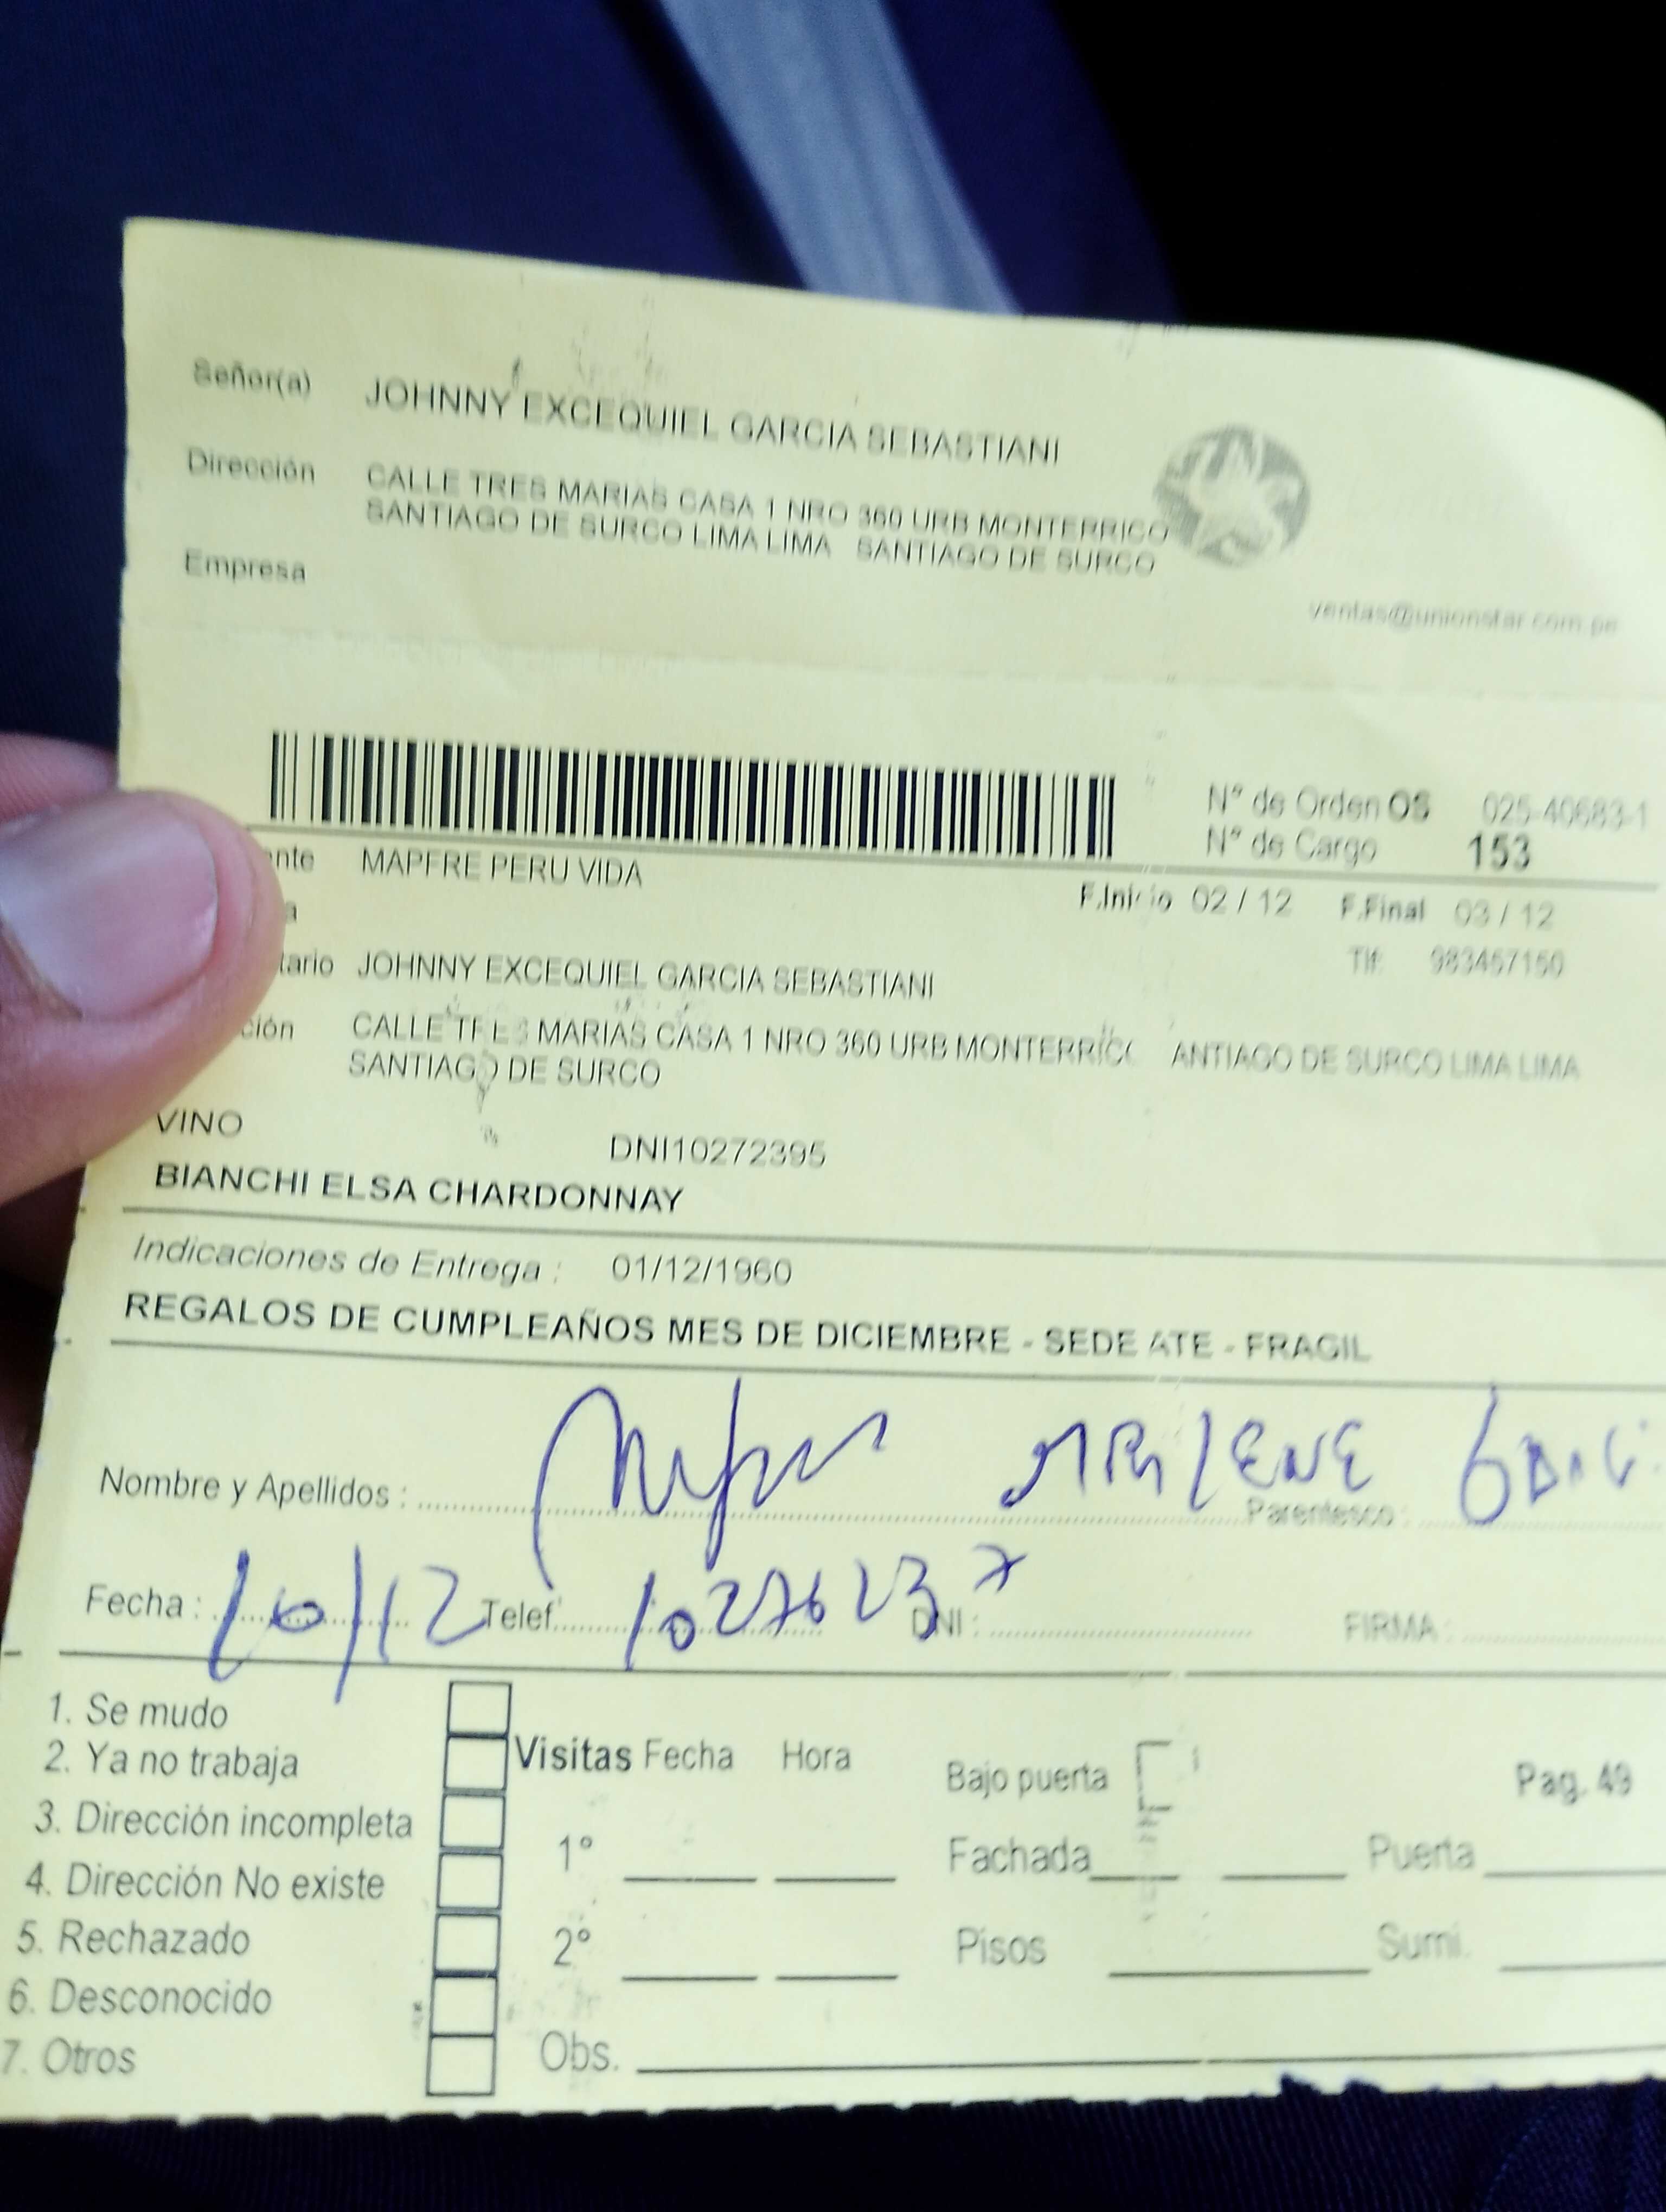 Señor(a) JOHNNY EXCEQUIEL GARCIA SEBASTIANI
Dirección CALLE TRES MARIAS CASA 1 NRO 360 URB MONTERRICO
SANTIAGO DE SURCO LIMA LIMA SANTIAGO DE SURCO
Empresa
ventas@unionstar.com.pe
N° de Orden OS 025-40683-1
N° de Cargo 153
nte MAPFRE PERU VIDA
F.Inicio 02 / 12 F.Final 03 / 12
a
tario JOHNNY EXCEQUIEL GARCIA SEBASTIANI Tlf: 983457150
ción CALLE TRES MARIAS CASA 1 NRO 360 URB MONTERRICO ANTIAGO DE SURCO LIMA LIMA
SANTIAGO DE SURCO
VINO DNI10272395
BIANCHI ELSA CHARDONNAY
Indicaciones de Entrega : 01/12/1960
REGALOS DE CUMPLEAÑOS MES DE DICIEMBRE - SEDE ATE - FRAGIL
Nombre y Apellidos : ARLENE Parentesco :
Fecha : 10/12 Telef. 10276237 DNI : FIRMA :
1. Se mudo
2. Ya no trabaja Visitas Fecha Hora Bajo puerta Pag. 49
3. Dirección incompleta 1° Fachada Puerta
4. Dirección No existe
5. Rechazado 2° Pisos Sumi.
6. Desconocido
7. Otros Obs.